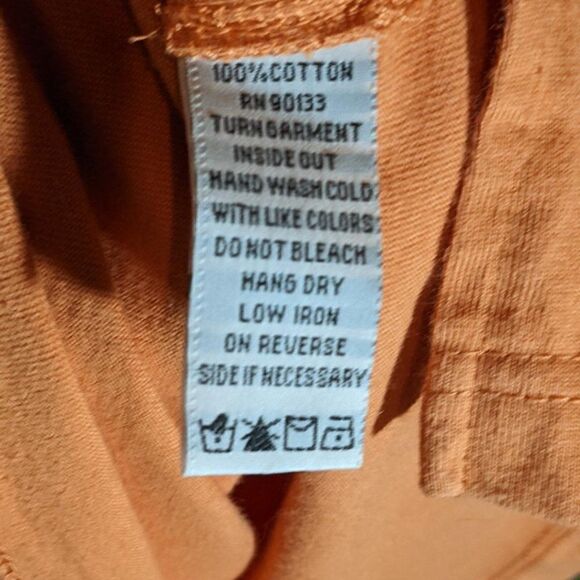 100%COTTON
RN 90133
TURN GARMENT
INSIDE OUT
HAND WASH COLD
WITH LIKE COLORS
DO NOT BLEACH
HANG DRY
LOW IRON
ON REVERSE
SIDE IF NECESSARY